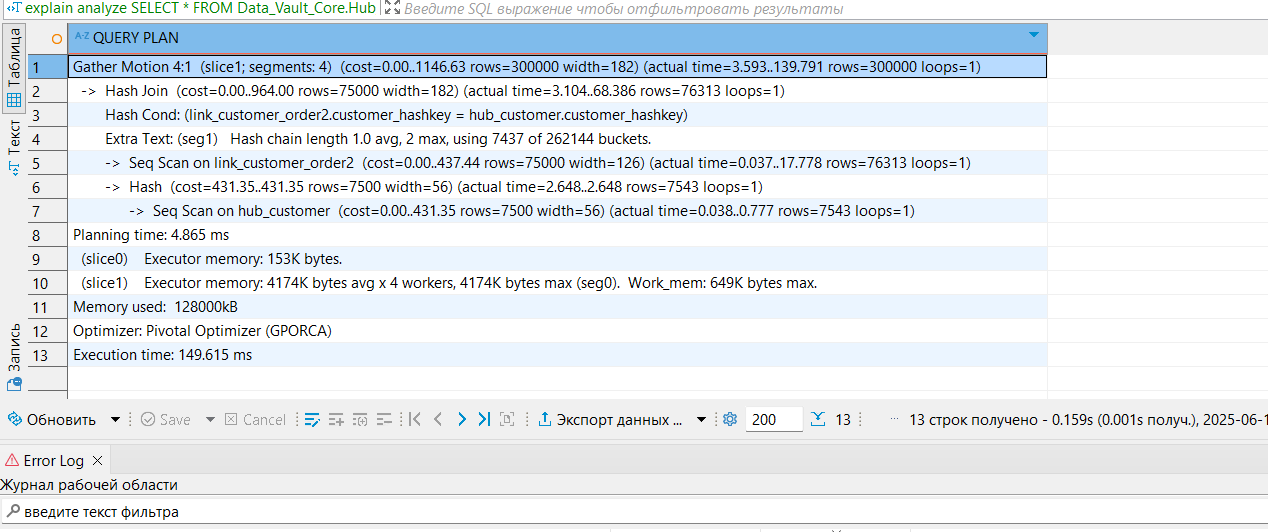 explain analyze SELECT * FROM Data_Vault_Core.Hub Введите SQL выражение чтобы отфильтровать результаты
Таблица
Текст
Запись
A-Z QUERY PLAN
1 Gather Motion 4:1 (slice1; segments: 4) (cost=0.00..1146.63 rows=300000 width=182) (actual time=3.593..139.791 rows=300000 loops=1)
2 -> Hash Join (cost=0.00..964.00 rows=75000 width=182) (actual time=3.104..68.386 rows=76313 loops=1)
3 Hash Cond: (link_customer_order2.customer_hashkey = hub_customer.customer_hashkey)
4 Extra Text: (seg1) Hash chain length 1.0 avg, 2 max, using 7437 of 262144 buckets.
5 -> Seq Scan on link_customer_order2 (cost=0.00..437.44 rows=75000 width=126) (actual time=0.037..17.778 rows=76313 loops=1)
6 -> Hash (cost=431.35..431.35 rows=7500 width=56) (actual time=2.648..2.648 rows=7543 loops=1)
7 -> Seq Scan on hub_customer (cost=0.00..431.35 rows=7500 width=56) (actual time=0.038..0.777 rows=7543 loops=1)
8 Planning time: 4.865 ms
9 (slice0) Executor memory: 153K bytes.
10 (slice1) Executor memory: 4174K bytes avg x 4 workers, 4174K bytes max (seg0). Work_mem: 649K bytes max.
11 Memory used: 128000kB
12 Optimizer: Pivotal Optimizer (GPORCA)
13 Execution time: 149.615 ms
Обновить Save Cancel Экспорт данных ... 200 13 ... 13 строк получено - 0.159s (0.001s получ.), 2025-06-1
Error Log
Журнал рабочей области
введите текст фильтра